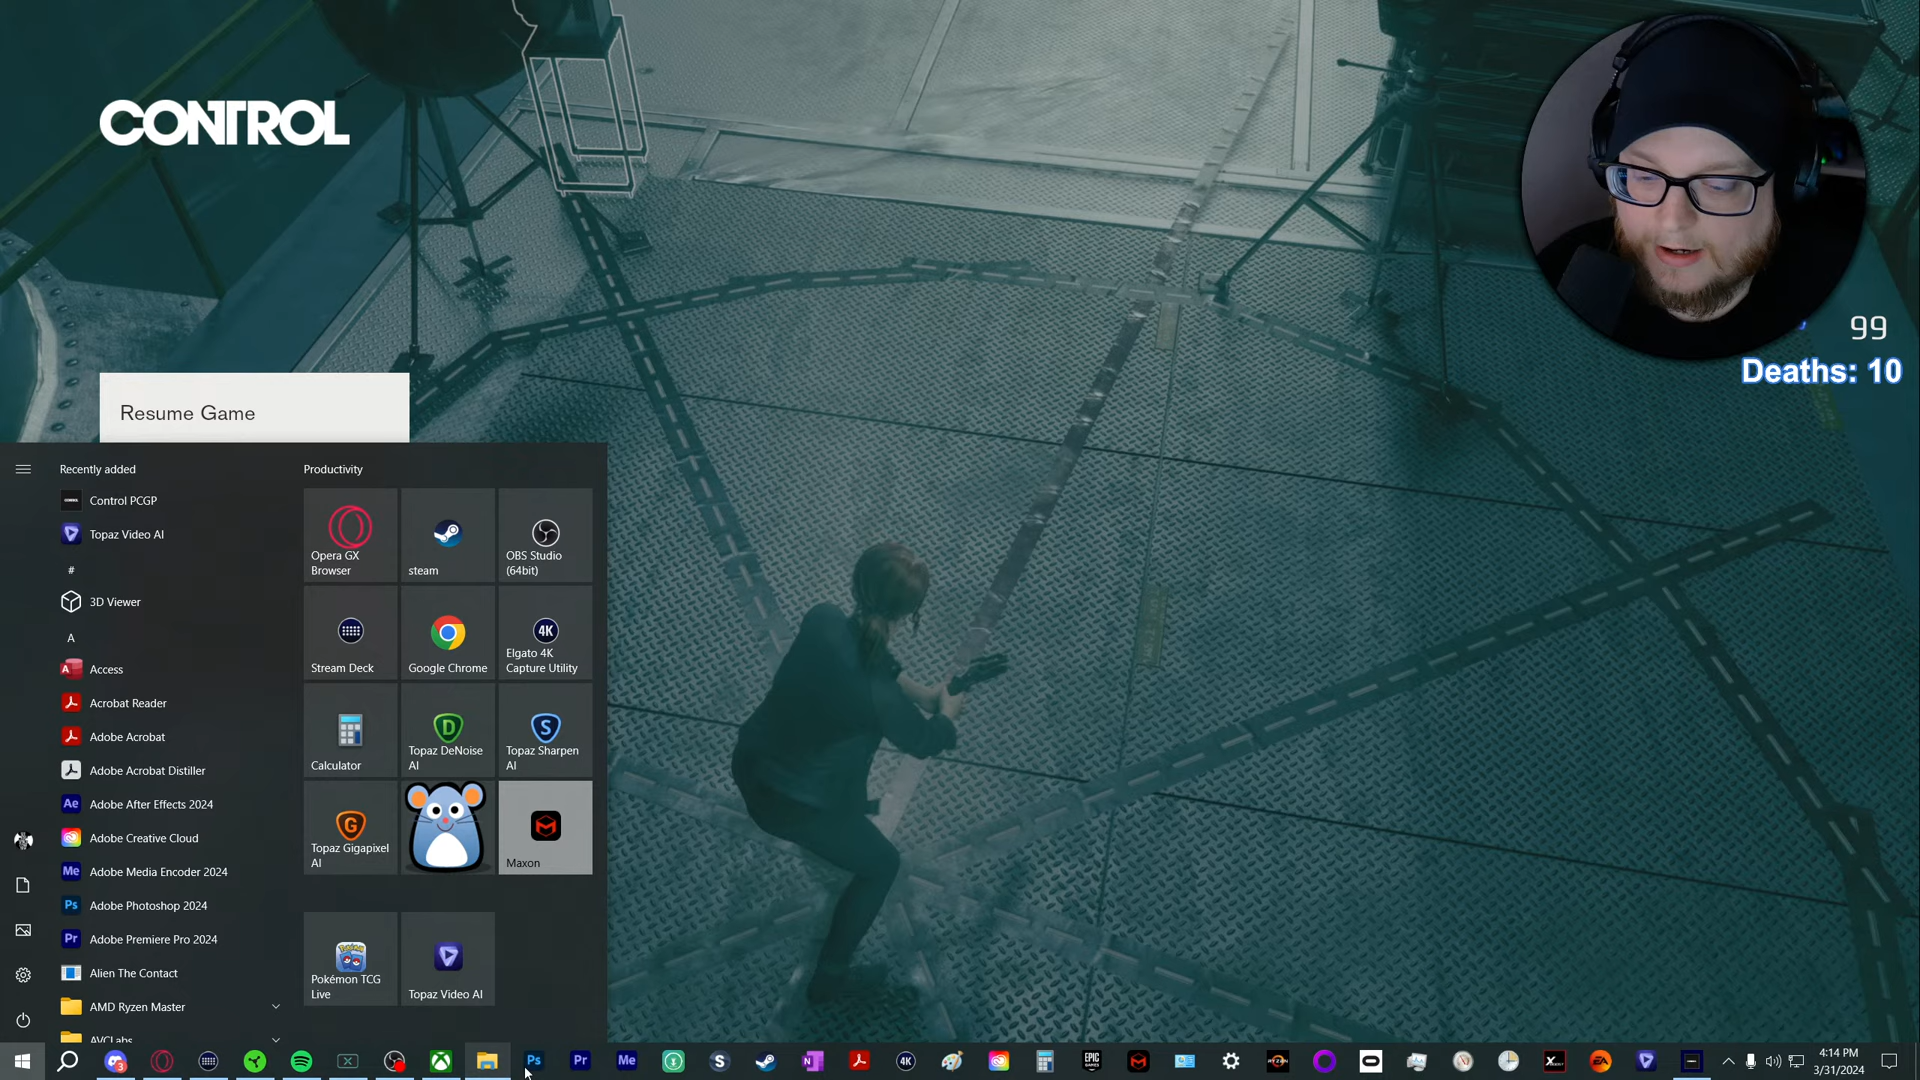 CONTROL
99
Deaths: 10
Resume Game
Recently added
Control PCGP
Topaz Video AI
#
3D Viewer
A
Access
Acrobat Reader
Adobe Acrobat
Adobe Acrobat Distiller
Adobe After Effects 2024
Adobe Creative Cloud
Adobe Media Encoder 2024
Adobe Photoshop 2024
Adobe Premiere Pro 2024
Alien The Contact
AMD Ryzen Master
AVCLabs
Productivity
Opera GX
Browser
steam
OBS Studio
(64bit)
Stream Deck
Google Chrome
4K
Elgato 4K
Capture Utility
Calculator
D
Topaz DeNoise
AI
S
Topaz Sharpen
AI
G
Topaz Gigapixel
AI
Maxon
Pokémon TCG
Live
Topaz Video AI
4:14 PM
3/31/2024